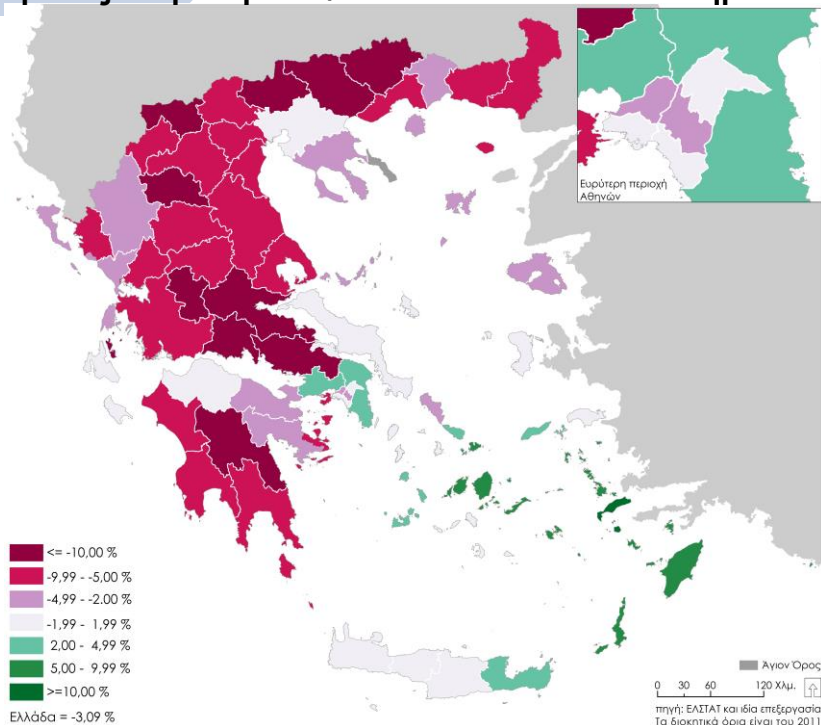 Ευρύτερη περιοχή
Αθηνών
<= -10,00 %
-9,99 - -5,00 %
-4,99 - -2.00 %
-1,99 - 1,99 %
2,00 - 4,99 %
5,00 - 9,99 %
>=10,00 %
Ελλάδα = -3,09 %
Άγιον Όρος
0 30 60 120 Χλμ.
πηγή: ΕΛΣΤΑΤ και ιδία επεξεργασία
Τα διοκητικά όρια είναι του 2011